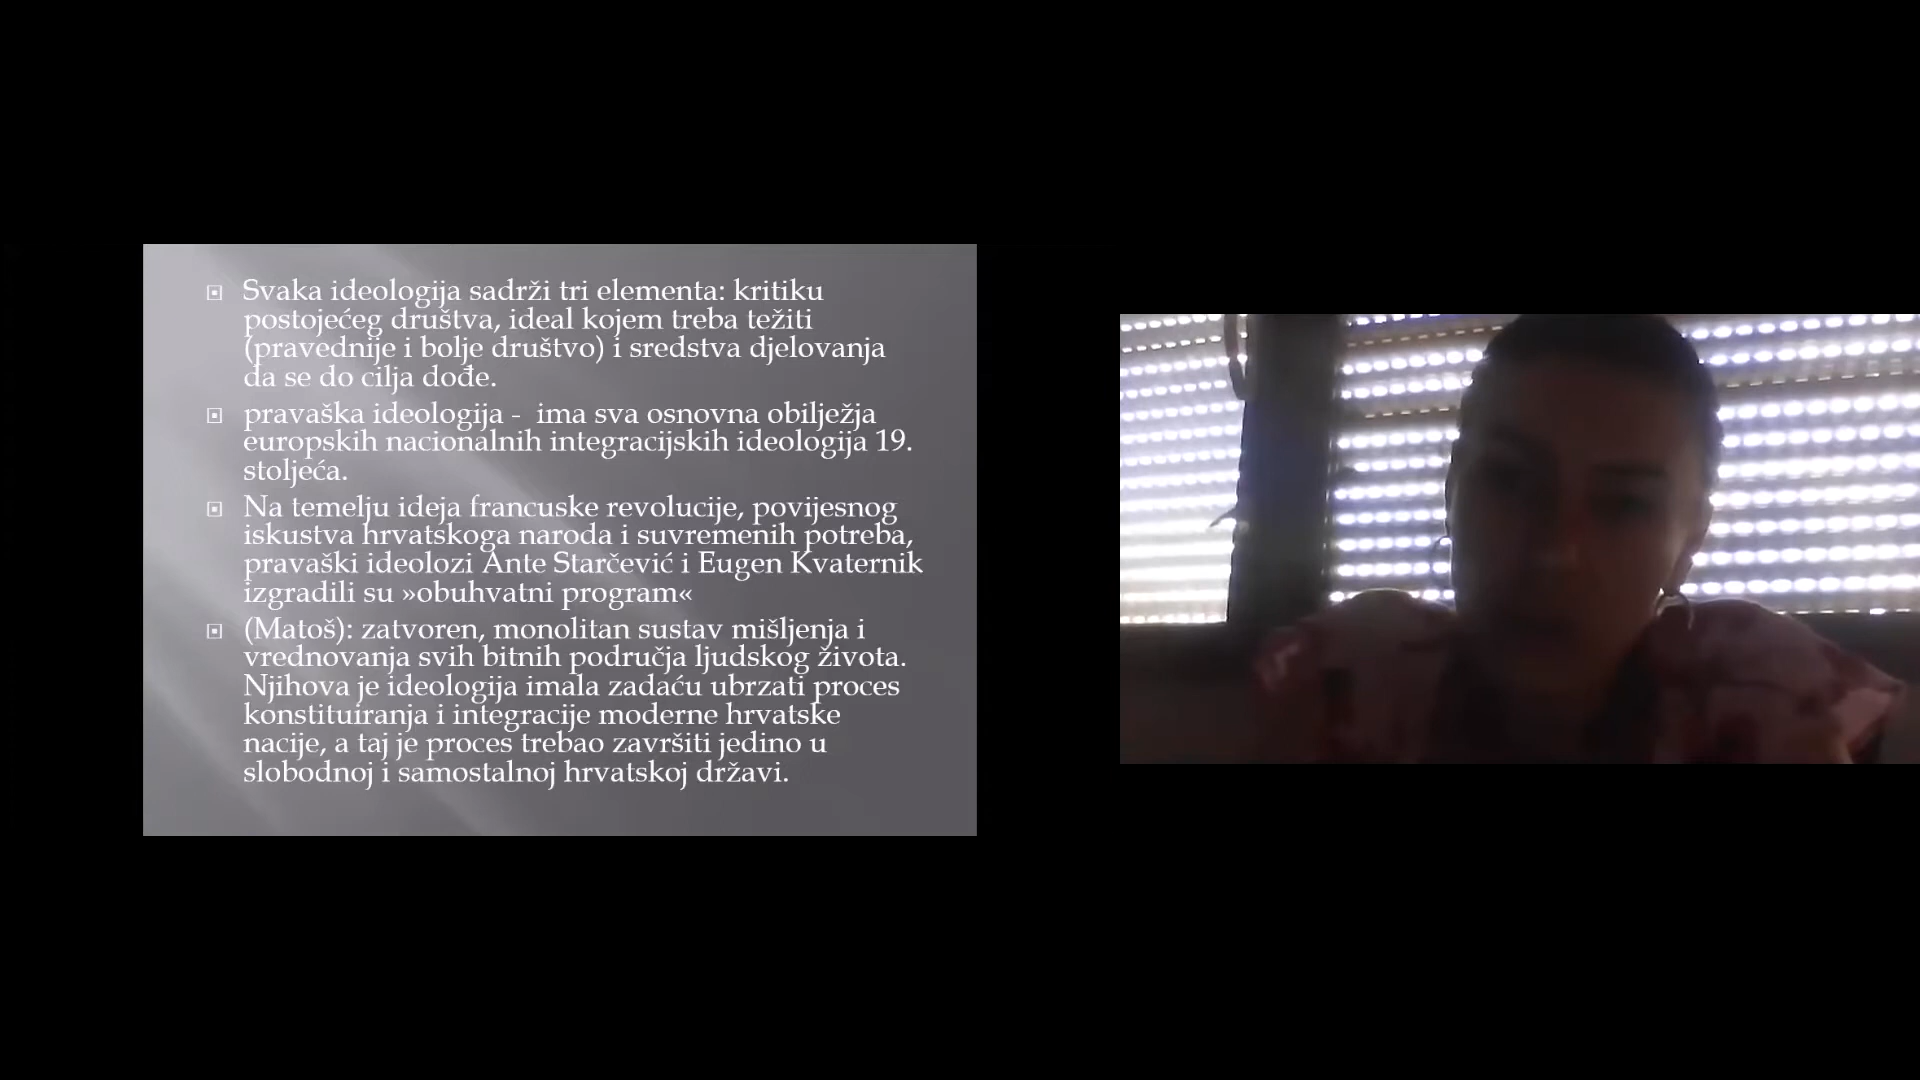 Svaka ideologija sadrži tri elementa: kritiku
postojećeg društva, ideal kojem treba težiti
(pravednije i bolje društvo) i sredstva djelovanja
da se do cilja dođe.
pravaška ideologija - ima sva osnovna obilježja
europskih nacionalnih integracijskih ideologija 19.
stoljeća.
Na temelju ideja francuske revolucije, povijesnog
iskustva hrvatskoga naroda i suvremenih potreba,
pravaški ideolozi Ante Starčević i Eugen Kvaternik
izgradili su »obuhvatni program«
(Matoš): zatvoren, monolitan sustav mišljenja i
vrednovanja svih bitnih područja ljudskog života.
Njihova je ideologija imala zadaću ubrzati proces
konstituiranja i integracije moderne hrvatske
nacije, a taj je proces trebao završiti jedino u
slobodnoj i samostalnoj hrvatskoj državi.